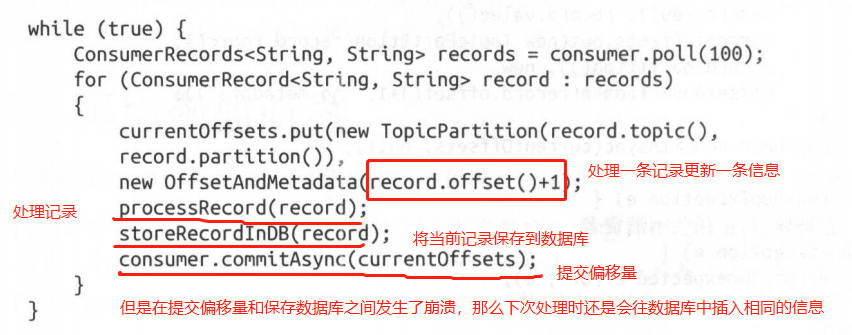 while (true) {
ConsumerRecords<String, String> records = consumer.poll(100);
for (ConsumerRecord<String, String> record : records)
{
currentOffsets.put(new TopicPartition(record.topic(),
record.partition()),
new OffsetAndMetadata(record.offset()+1);
处理一条记录更新一条信息
处理记录
processRecord(record);
storeRecordInDB(record);
将当前记录保存到数据库
consumer.commitAsync(currentOffsets);
提交偏移量
}
}
但是在提交偏移量和保存数据库之间发生了崩溃，那么下次处理时还是会往数据库中插入相同的信息